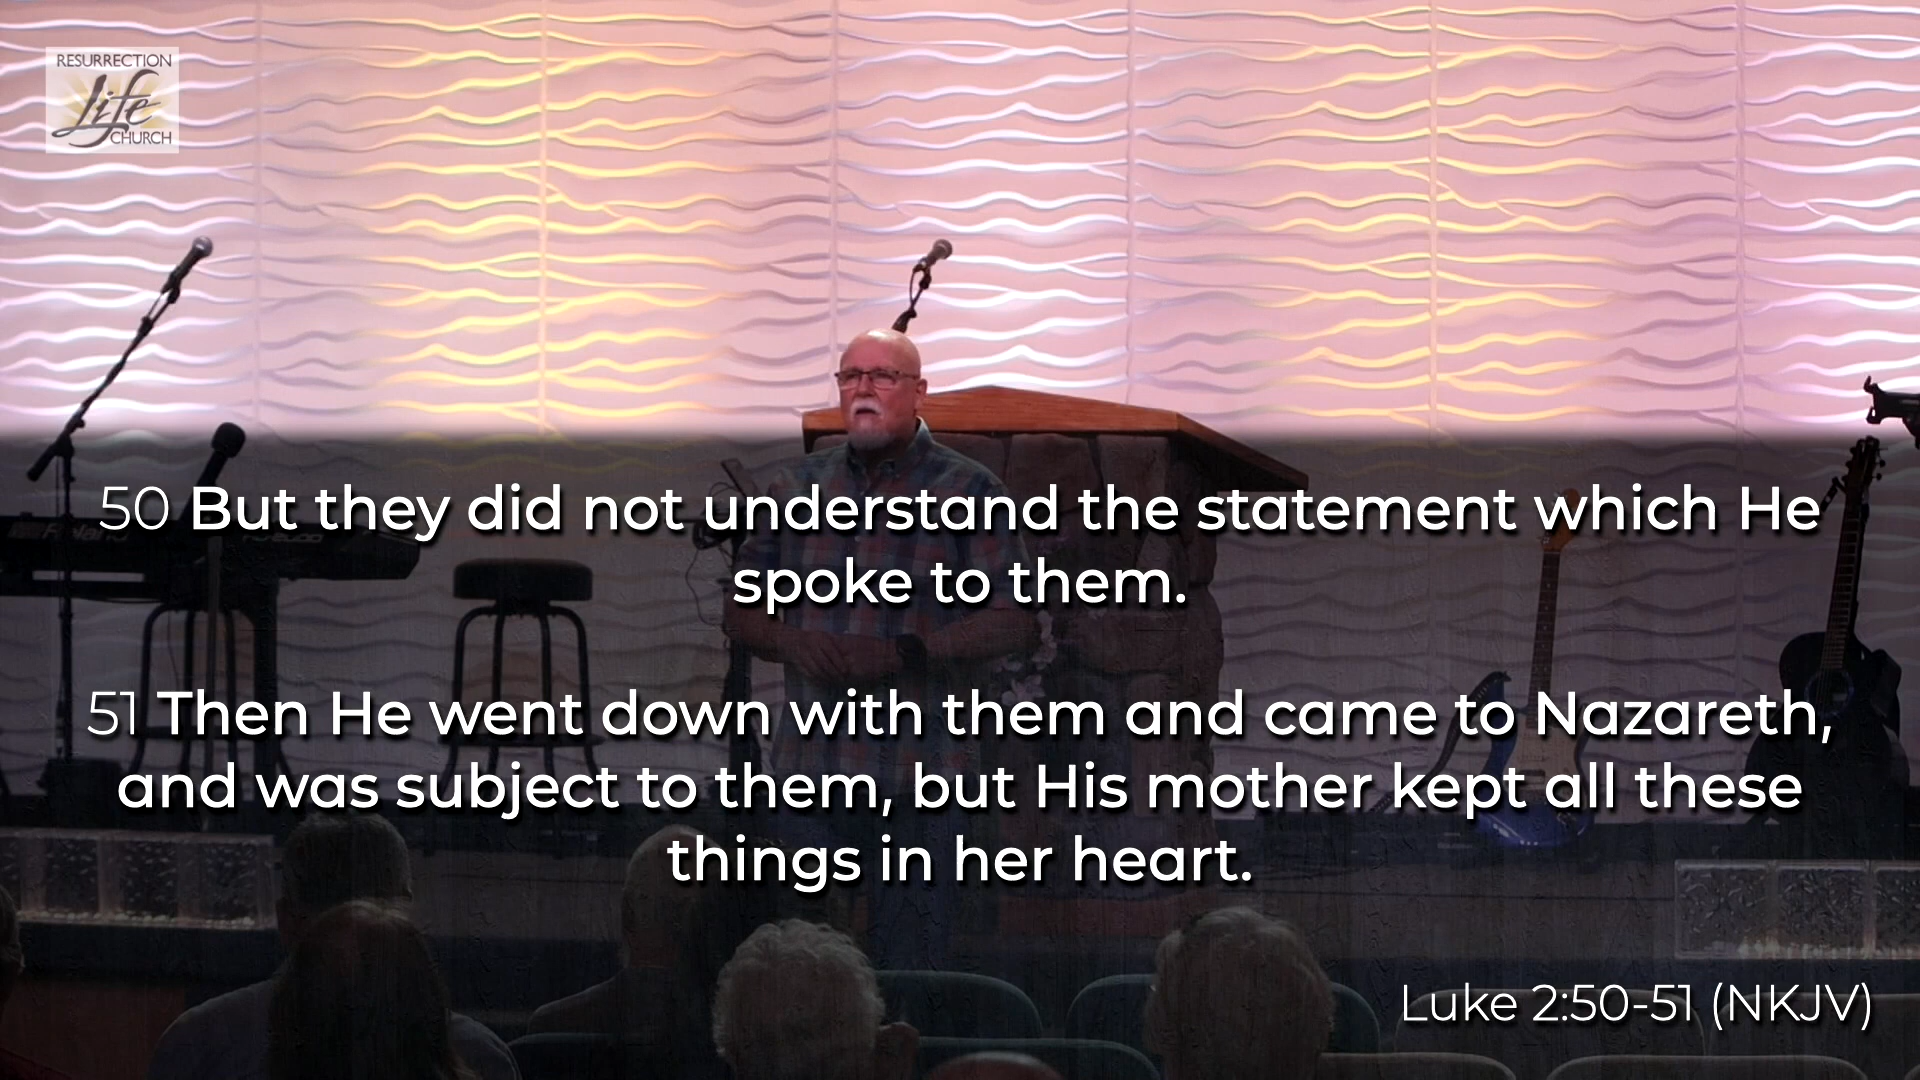 RESURRECTION
Life
CHURCH
50 But they did not understand the statement which He
spoke to them.
51 Then He went down with them and came to Nazareth,
and was subject to them, but His mother kept all these
things in her heart.
Luke 2:50-51 (NKJV)